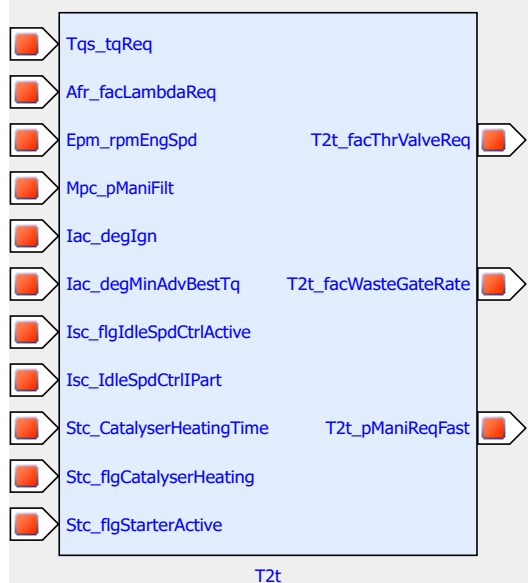 Tqs_tqReq
Afr_facLambdaReq
Epm_rpmEngSpd T2t_facThrValveReq
Mpc_pManiFilt
Iac_degIgn
Iac_degMinAdvBestTq T2t_facWasteGateRate
Isc_flgIdleSpdCtrlActive
Isc_IdleSpdCtrlIPart
Stc_CatalyserHeatingTime T2t_pManiReqFast
Stc_flgCatalyserHeating
Stc_flgStarterActive
T2t